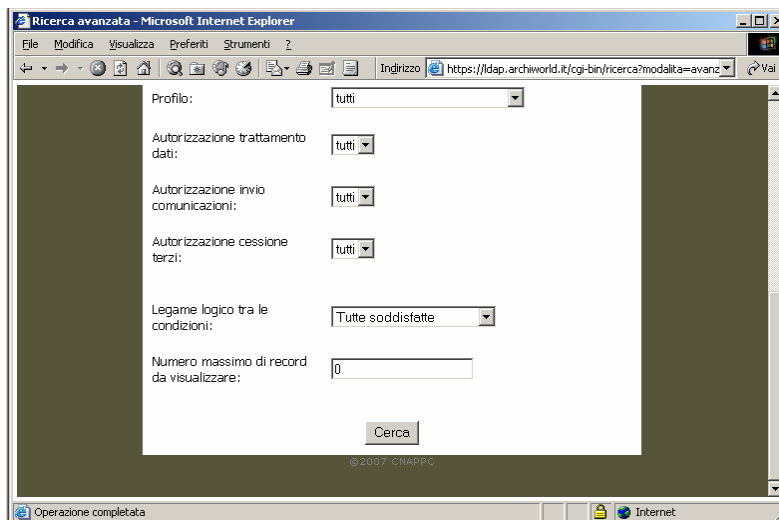 Ricerca avanzata - Microsoft Internet Explorer
File Modifica Visualizza Preferiti Strumenti ?
Indirizzo https://ldap.archiworld.it/cgi-bin/ricerca?modalita=avanz Vai
Profilo: tutti
Autorizzazione trattamento
dati: tutti
Autorizzazione invio
comunicazioni: tutti
Autorizzazione cessione
terzi: tutti
Legame logico tra le
condizioni: Tutte soddisfatte
Numero massimo di record
da visualizzare: 0
Cerca
©2007 CNAPPC
Operazione completata Internet